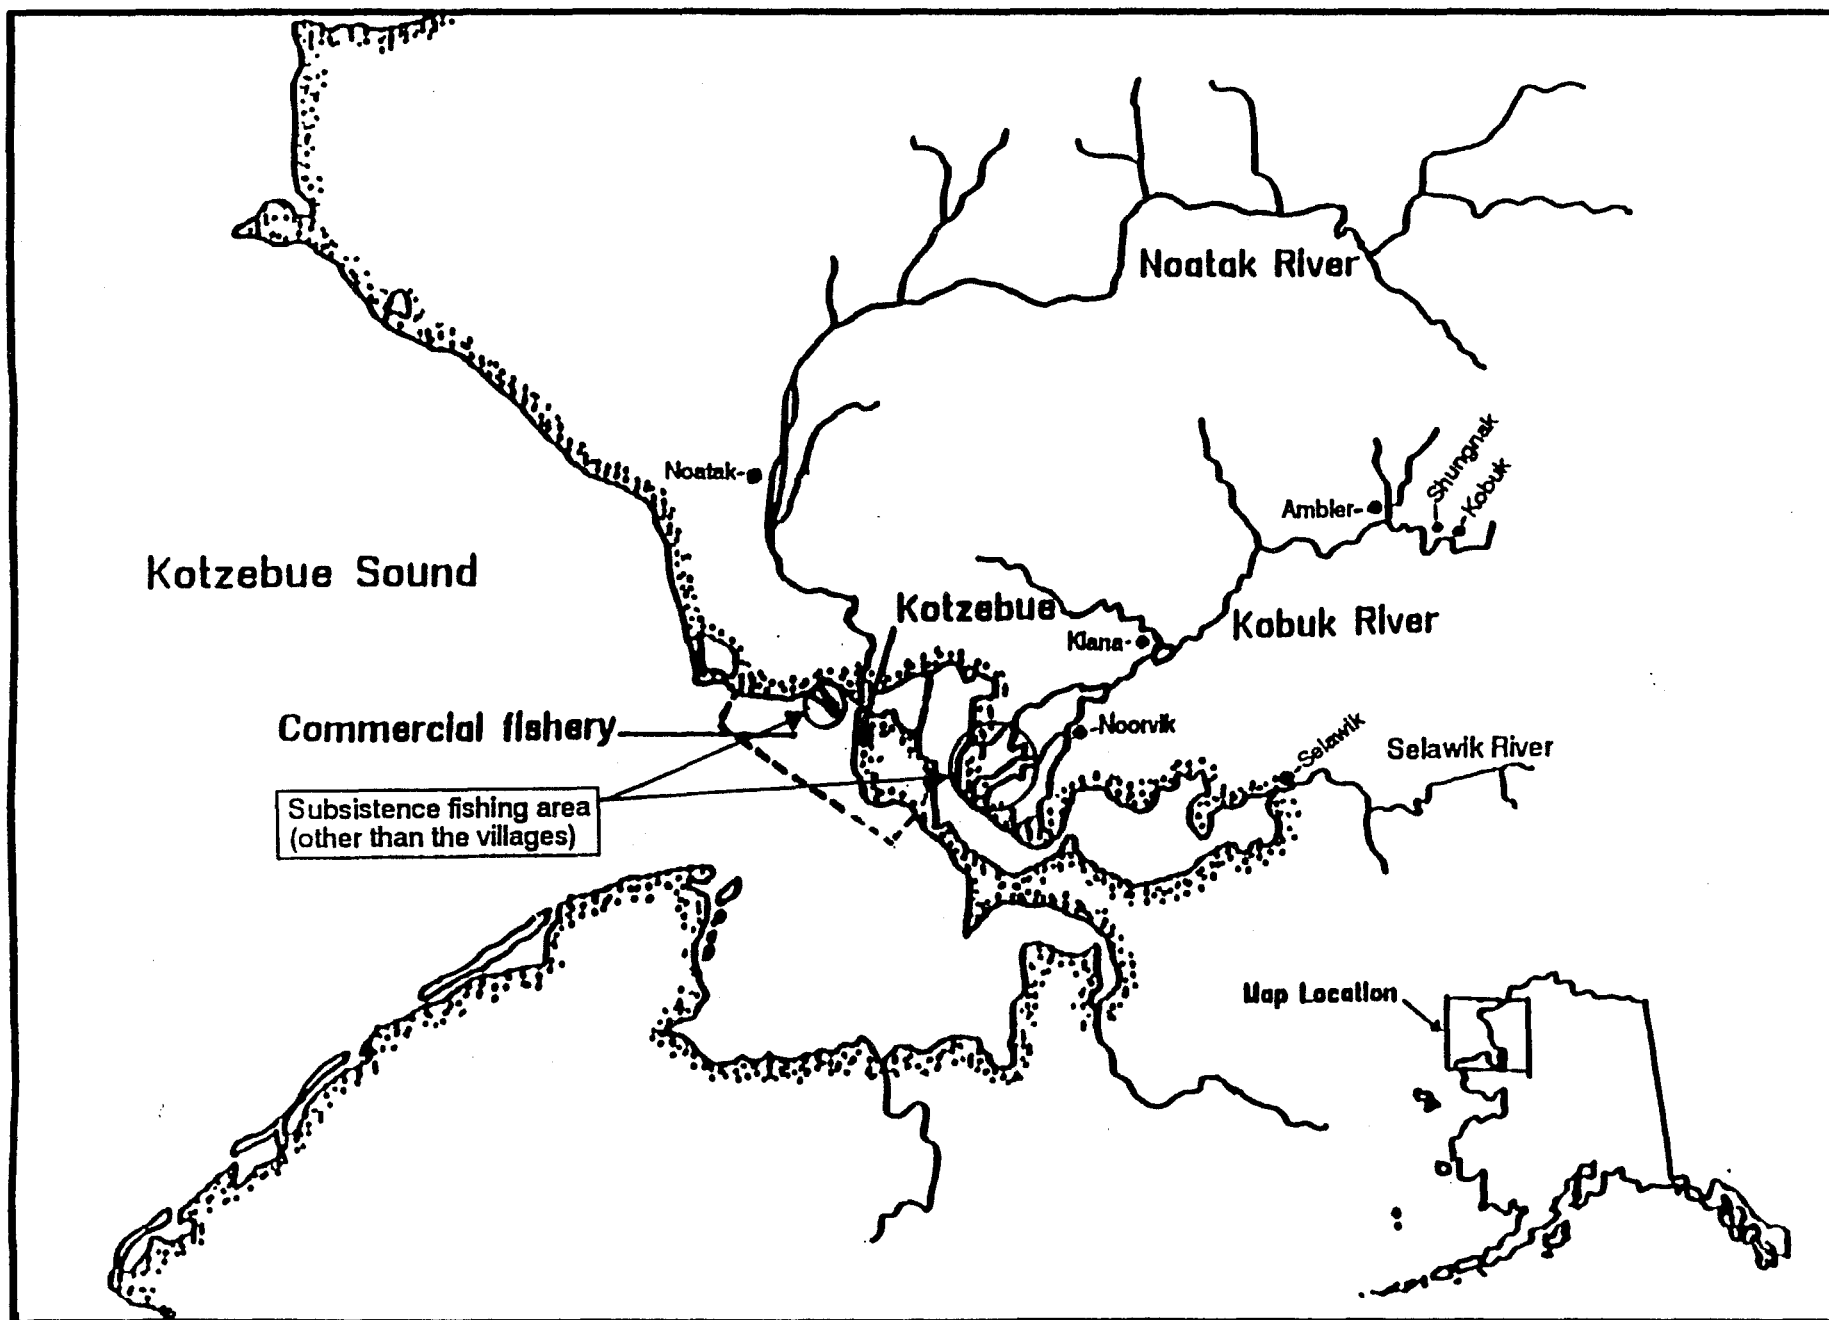 Noatak River
Shungnak
Kobuk
Noatak-
Ambler-
Kotzebue Sound
Kotzebue
Kobuk River
Kiana-
Commercial fishery
-Noorvik
Selawik
Selawik River
Subsistence fishing area
(other than the villages)
Map Location